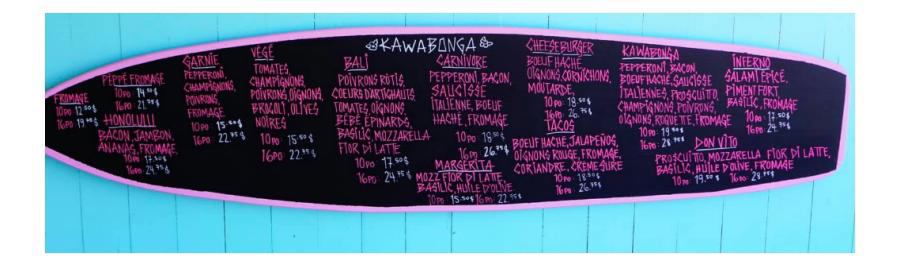 KAWABONGA
FROMAGE
10PO 12.50$
16PO 19.95$
PIPPÉ FROMAGE
10PO 14.50$
16PO 21.75$
HONOLULU
BACON, JAMBON,
ANANAS, FROMAGE,
10PO 17.50$
16PO 24.95$
GARNIE
PEPPERONI,
CHAMPIGNONS,
POIVRONS,
FROMAGE
10PO 15.50$
16PO 22.95$
VÉGÉ
TOMATES,
CHAMPIGNONS
POIVRONS OIGNONS,
BROCOLI, OLIVES
NOIRES
10PO 15.50$
16PO 22.95$
BALI
POIVRONS RÔTIS,
COEURS D'ARTICHAUTS,
TOMATES, OIGNONS
BÉBÉ ÉPINARDS,
BASILIC, MOZZARELLA
FIOR DI LATTE
10PO 17.50$
16PO 24.95$
CARNIVORE
PEPPERONI, BACON,
SAUCISSE
ITALIENNE, BOEUF
HACHÉ, FROMAGE
10PO 18.50$
16PO 26.95$
MARGERITA
MOZZ FIOR DI LATTE,
BASILIC, HUILE D'OLIVE
10PO 15.50$ 16PO 22.95$
CHEESEBURGER
BOEUF HACHÉ
OIGNONS, CORNICHONS,
MOUTARDE,
10PO 18.50$
16PO 26.95$
TACOS
BOEUF HACHÉ, JALAPEÑOS,
OIGNONS ROUGE, FROMAGE,
CORIANDRE, CRÈME SURE
10PO 18.50$
16PO 26.95$
KAWABONGA
PEPPERONI, BACON
BOEUF HACHÉ, SAUCISSE
ITALIENNES, PROSCUITTO
CHAMPIGNONS, POIVRONS,
OIGNONS, ROQUETTE, FROMAGE
10PO 19.50$
16PO 28.95$
INFERNO
SALAMI ÉPICÉ,
PIMENT FORT
BASILIC, FROMAGE
10PO 17.50$
16PO 24.95$
DON VITO
PROSCUITTO, MOZZARELLA FIOR DI LATTE,
BASILIC, HUILE D'OLIVE, FROMAGE
10PO 19.50$ 16PO 28.95$